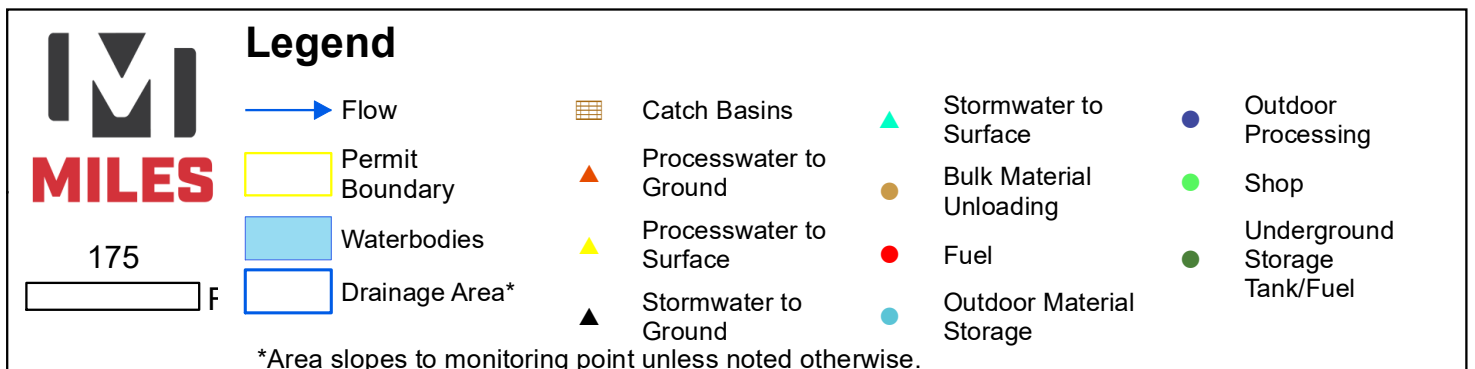 Legend
MILES
175
F
Flow
Permit
Boundary
Waterbodies
Drainage Area*
Catch Basins
Processwater to
Ground
Processwater to
Surface
Stormwater to
Ground
Stormwater to
Surface
Bulk Material
Unloading
Fuel
Outdoor Material
Storage
Outdoor
Processing
Shop
Underground
Storage
Tank/Fuel
*Area slopes to monitoring point unless noted otherwise.